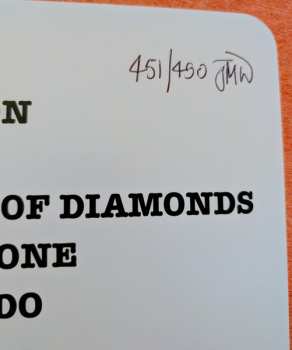 451/450 JMW
N
OF DIAMONDS
ONE
DO